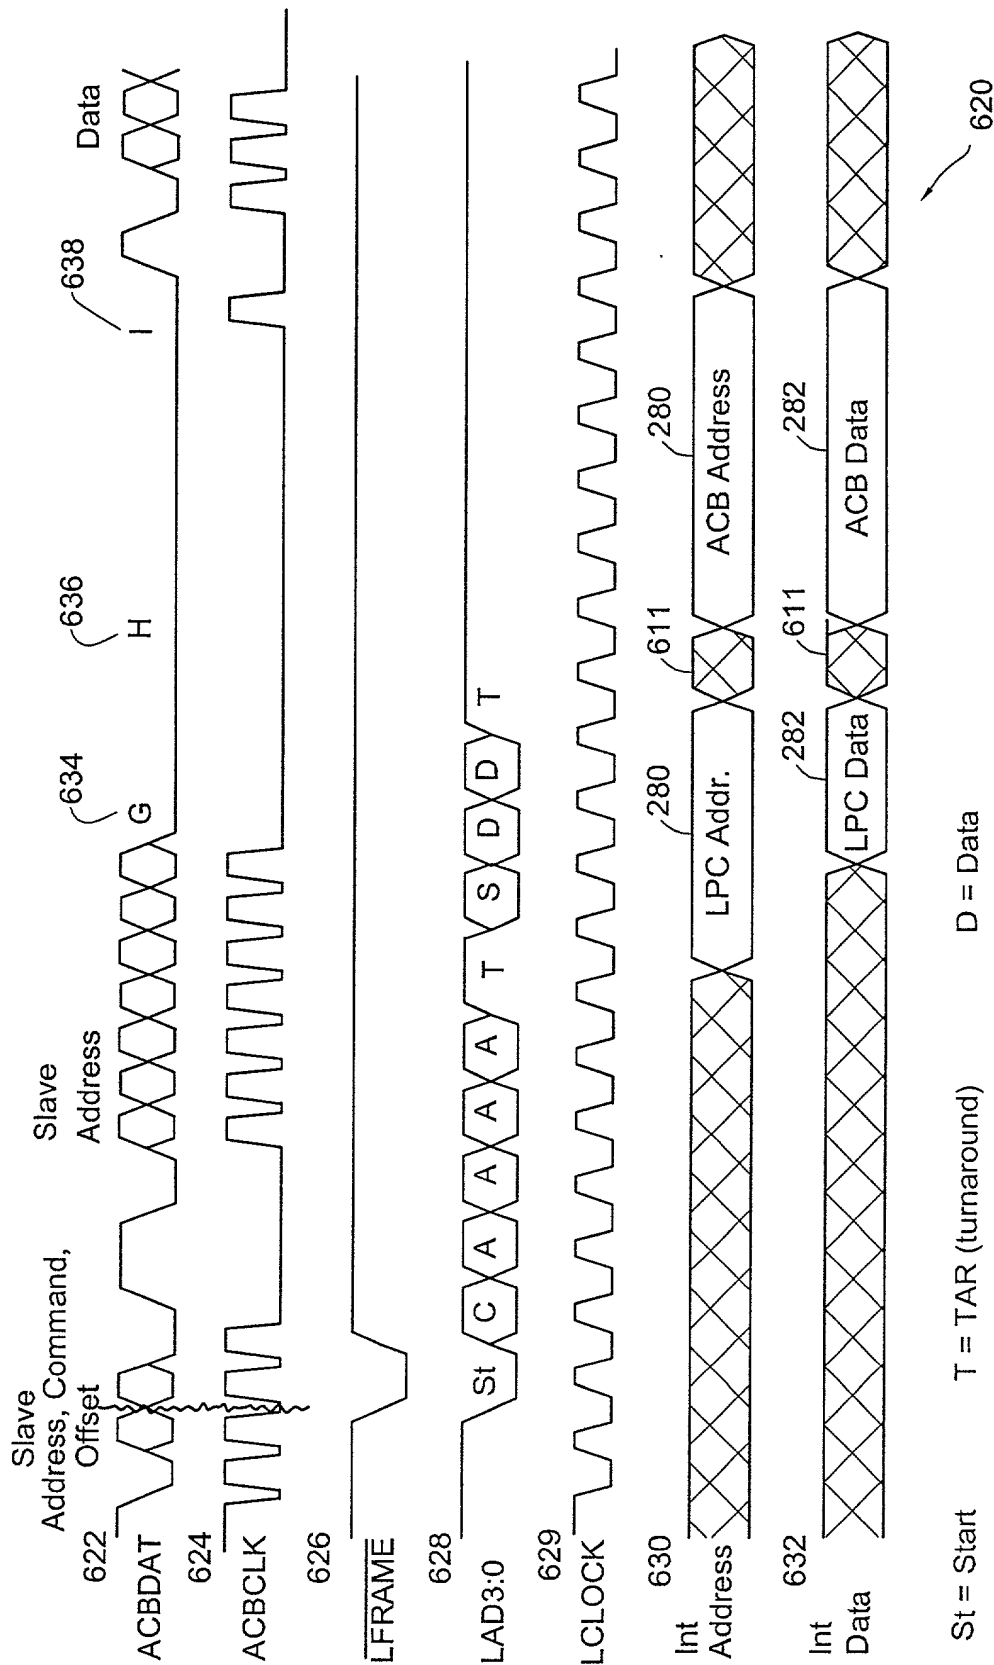 Slave
Address, Command,
Offset
Slave
Address
634
G
636
H
638
I
Data
622
ACBDAT
624
ACBCLK
626
LFRAME
628
LAD3:0
St
C
A
A
A
A
T
S
D
D
T
629
LCLOCK
630
Int
Address
280
LPC Addr.
611
280
ACB Address
632
Int
Data
282
LPC Data
611
282
ACB Data
620
St = Start
T = TAR (turnaround)
D = Data